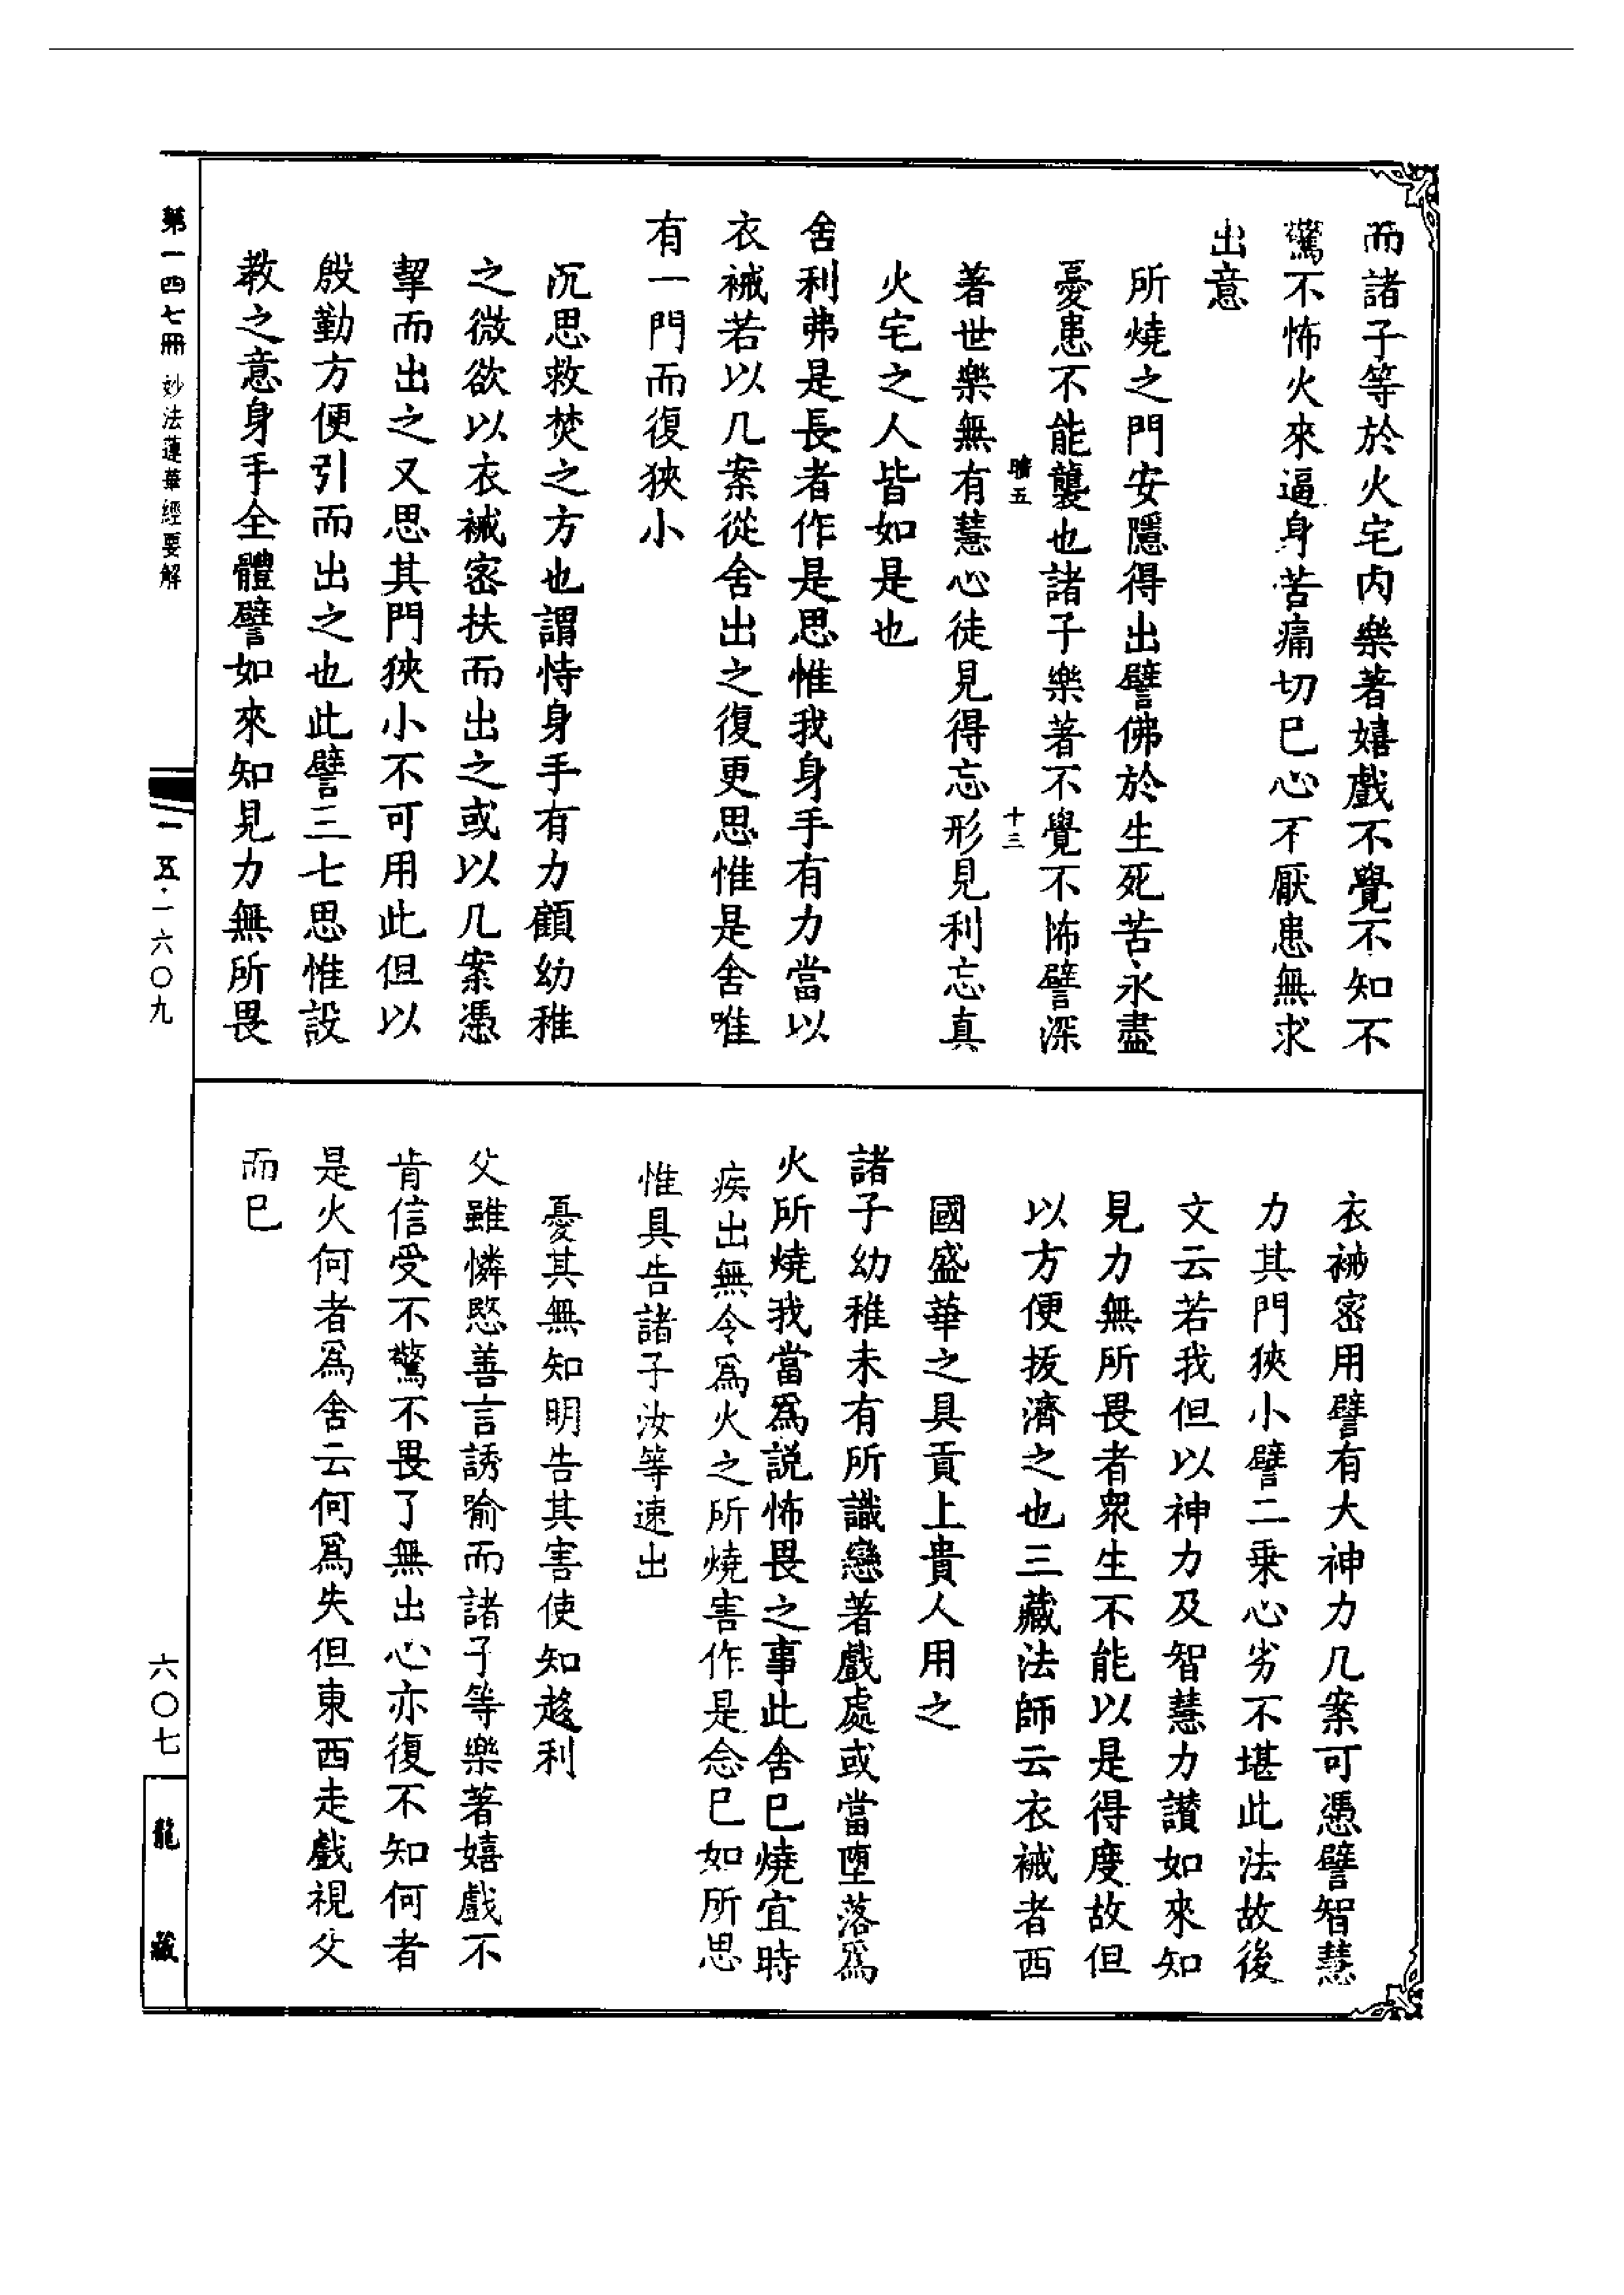 而諸子等於火宅内樂著嬉戲不覺不知不
驚不怖火來逼身苦痛切已心不厭患無求
出意
所燒之門安隱得出譬佛於生死苦永盡
憂患不能襲也諸子樂著不覺不怖譬深
五
十三
著世樂無有慧心徒見得忘形見利忘真
火宅之人皆如是也
舍利弗是長者作是思惟我身手有力當以
衣裓若以几案從舍出之復更思惟是舍唯
有一門而復狹小
沉思救焚之方也謂恃身手有力顧幼稚
之微欲以衣裓密扶而出之或以几案憑
挈而出之又思其門狹小不可用此但以
殷勤方便引而出之也此譬三七思惟設
教之意身手全體譬如來知見力無所畏
衣裓密用譬有大神力几案可憑譬智慧
力其門狹小譬二乗心劣不堪此法故後
文云若我但以神力及智慧力讃如來知
見力無所畏者衆生不能以是得度故但
以方便拔濟之也三藏法師云衣裓者西
國盛華之具貢上貴人用之
諸子幼稚未有所識戀著戲處或當墮落爲
火所燒我當爲説怖畏之事此舍已燒宜時
疾出無令爲火之所燒害作是念已如所思
惟具告諸子汝等速出
憂其無知明告其害使知趍利
父雖憐愍善言誘喻而諸子等樂著嬉戲不
肯信受不驚不畏了無出心亦復不知何者
是火何者爲舍云何爲失但東西走戲視父
而已
第一四七冊 妙法蓮華經要解
一五·一六〇九
六〇七
龍藏